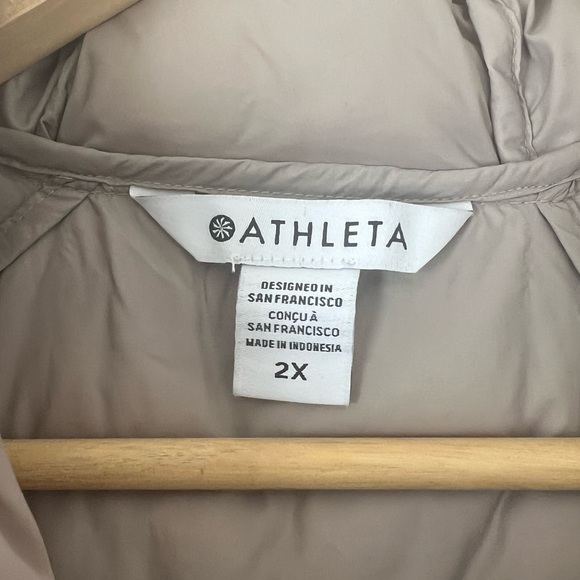 ATHLETA
DESIGNED IN
SAN FRANCISCO
CONÇU À
SAN FRANCISCO
MADE IN INDONESIA
2X